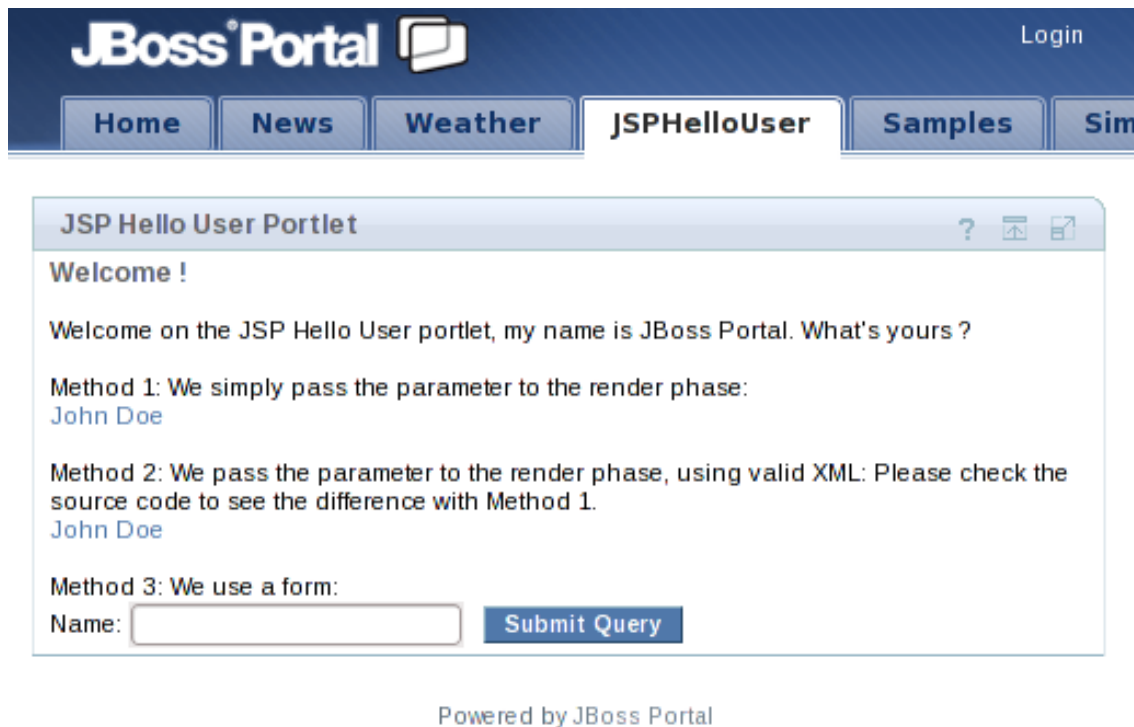 JBoss® Portal
Login
Home News Weather JSPHelloUser Samples Sim
JSP Hello User Portlet ?
Welcome !
Welcome on the JSP Hello User portlet, my name is JBoss Portal. What's yours ?
Method 1: We simply pass the parameter to the render phase:
John Doe
Method 2: We pass the parameter to the render phase, using valid XML: Please check the
source code to see the difference with Method 1.
John Doe
Method 3: We use a form:
Name: Submit Query
Powered by JBoss Portal